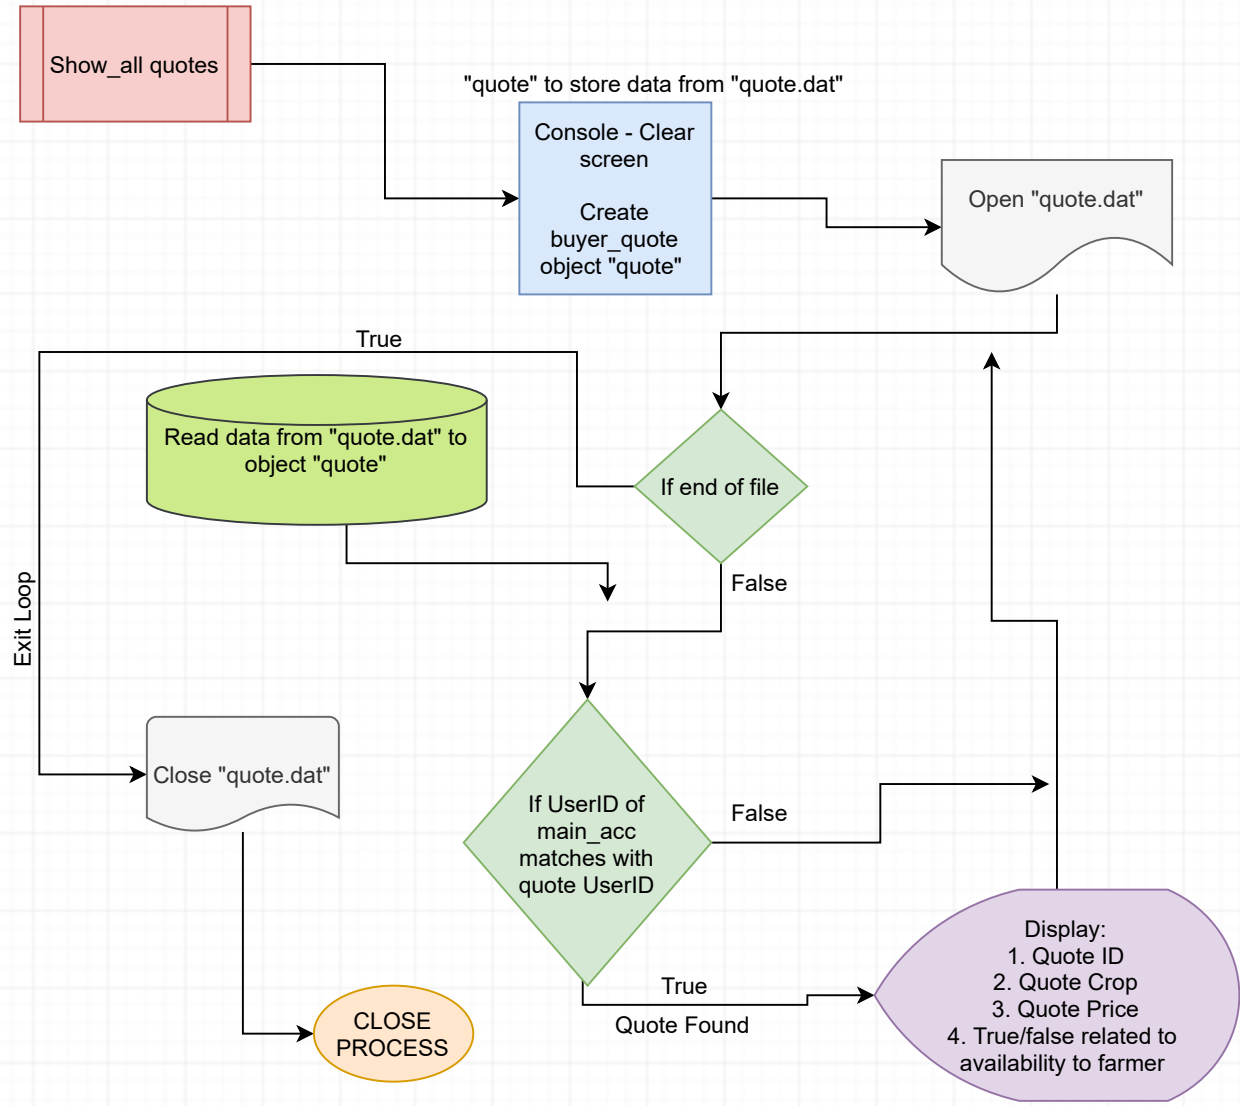 Show_all quotes
"quote" to store data from "quote.dat"
Console - Clear
screen
Create
buyer_quote
object "quote"
Open "quote.dat"
True
Read data from "quote.dat" to
object "quote"
If end of file
False
Exit Loop
Close "quote.dat"
If UserID of
main_acc
matches with
quote UserID
False
True
Quote Found
Display:
1. Quote ID
2. Quote Crop
3. Quote Price
4. True/false related to
availability to farmer
CLOSE
PROCESS